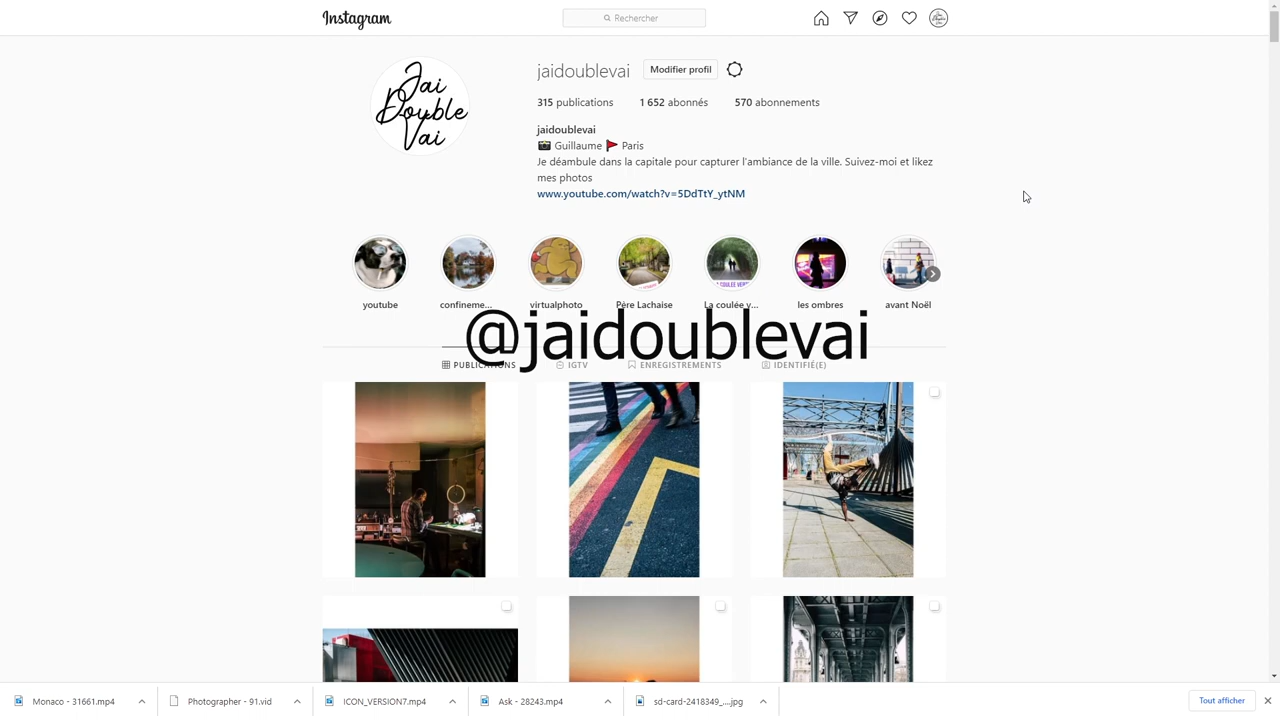 Instagram
Rechercher
Jai
Double
Vai
jaidoublevai
Modifier profil
315 publications
1 652 abonnés
570 abonnements
jaidoublevai
Guillaume
Paris
Je déambule dans la capitale pour capturer l'ambiance de la ville. Suivez-moi et likez
mes photos
www.youtube.com/watch?v=5DdTtY_ytNM
youtube
confineme...
virtualphoto
Père Lachaise
La coulée v...
les ombres
avant Noël
@jaidoublevai
PUBLICATIONS
IGTV
ENREGISTREMENTS
IDENTIFIÉ(E)
Monaco - 31661.mp4
Photographer - 91.vid
ICON_VERSION7.mp4
Ask - 28243.mp4
sd-card-2418349_....jpg
Tout afficher